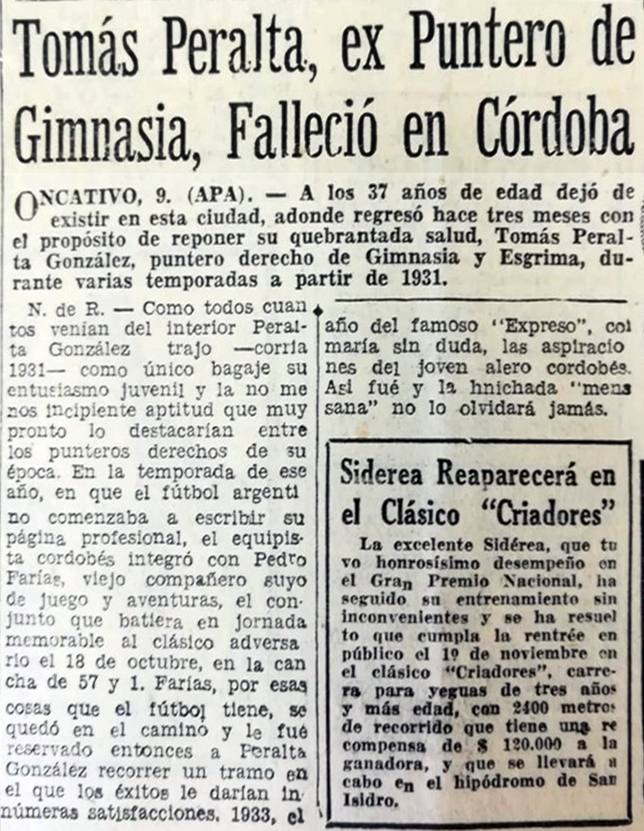 Tomás Peralta, ex Puntero de
Gimnasia, Falleció en Córdoba
ONCATIVO, 9. (APA). — A los 37 años de edad dejó de
existir en esta ciudad, adonde regresó hace tres meses con
el propósito de reponer su quebrantada salud, Tomás Peral-
ta González, puntero derecho de Gimnasia y Esgrima, du-
rante varias temporadas a partir de 1931.
N. de R. — Como todos cuan
tos venían del interior Peral-
ta González trajo —corría
1931— como único bagaje su
entusiasmo juvenil y la no me
nos incipiente aptitud que muy
pronto lo destacarían entre
los punteros derechos de su
época. En la temporada de ese
año, en que el fútbol argenti
no comenzaba a escribir su
página profesional, el equipis-
ta cordobés integró con Pedro
Farías, viejo compañero suyo
de juego y aventuras, el con-
junto que batiera en jornada
memorable al clásico adversa
rio el 18 de octubre, en la can
cha de 57 y 1. Farías, por esas
cosas que el fútbol tiene, se
quedó en el camino y le fué
reservado entonces a Peralta
González recorrer un tramo en
el que los éxitos le darían in-
números satisfacciones. 1933, el
año del famoso "Expreso", col
maría sin duda, las aspiracio
nes del joven alero cordobés.
Asi fué y la hnichada "mens
sana" no lo olvidará jamás.
Siderea Reaparecerá en
el Clásico "Criadores"
La excelente Sidérea, que tu
vo honrosísimo desempeño en
el Gran Premio Nacional, ha
seguido su entrenamiento sin
inconvenientes y se ha resuel
to que cumpla la rentrée en
público el 1º de noviembre en
el clásico "Criadores", carre-
ra para yeguas de tres años
y más edad, con 2400 metros
de recorrido que tiene una re
compensa de $ 120.000 a la
ganadora, y que se llevará a
cabo en el hipódromo de San
Isidro.